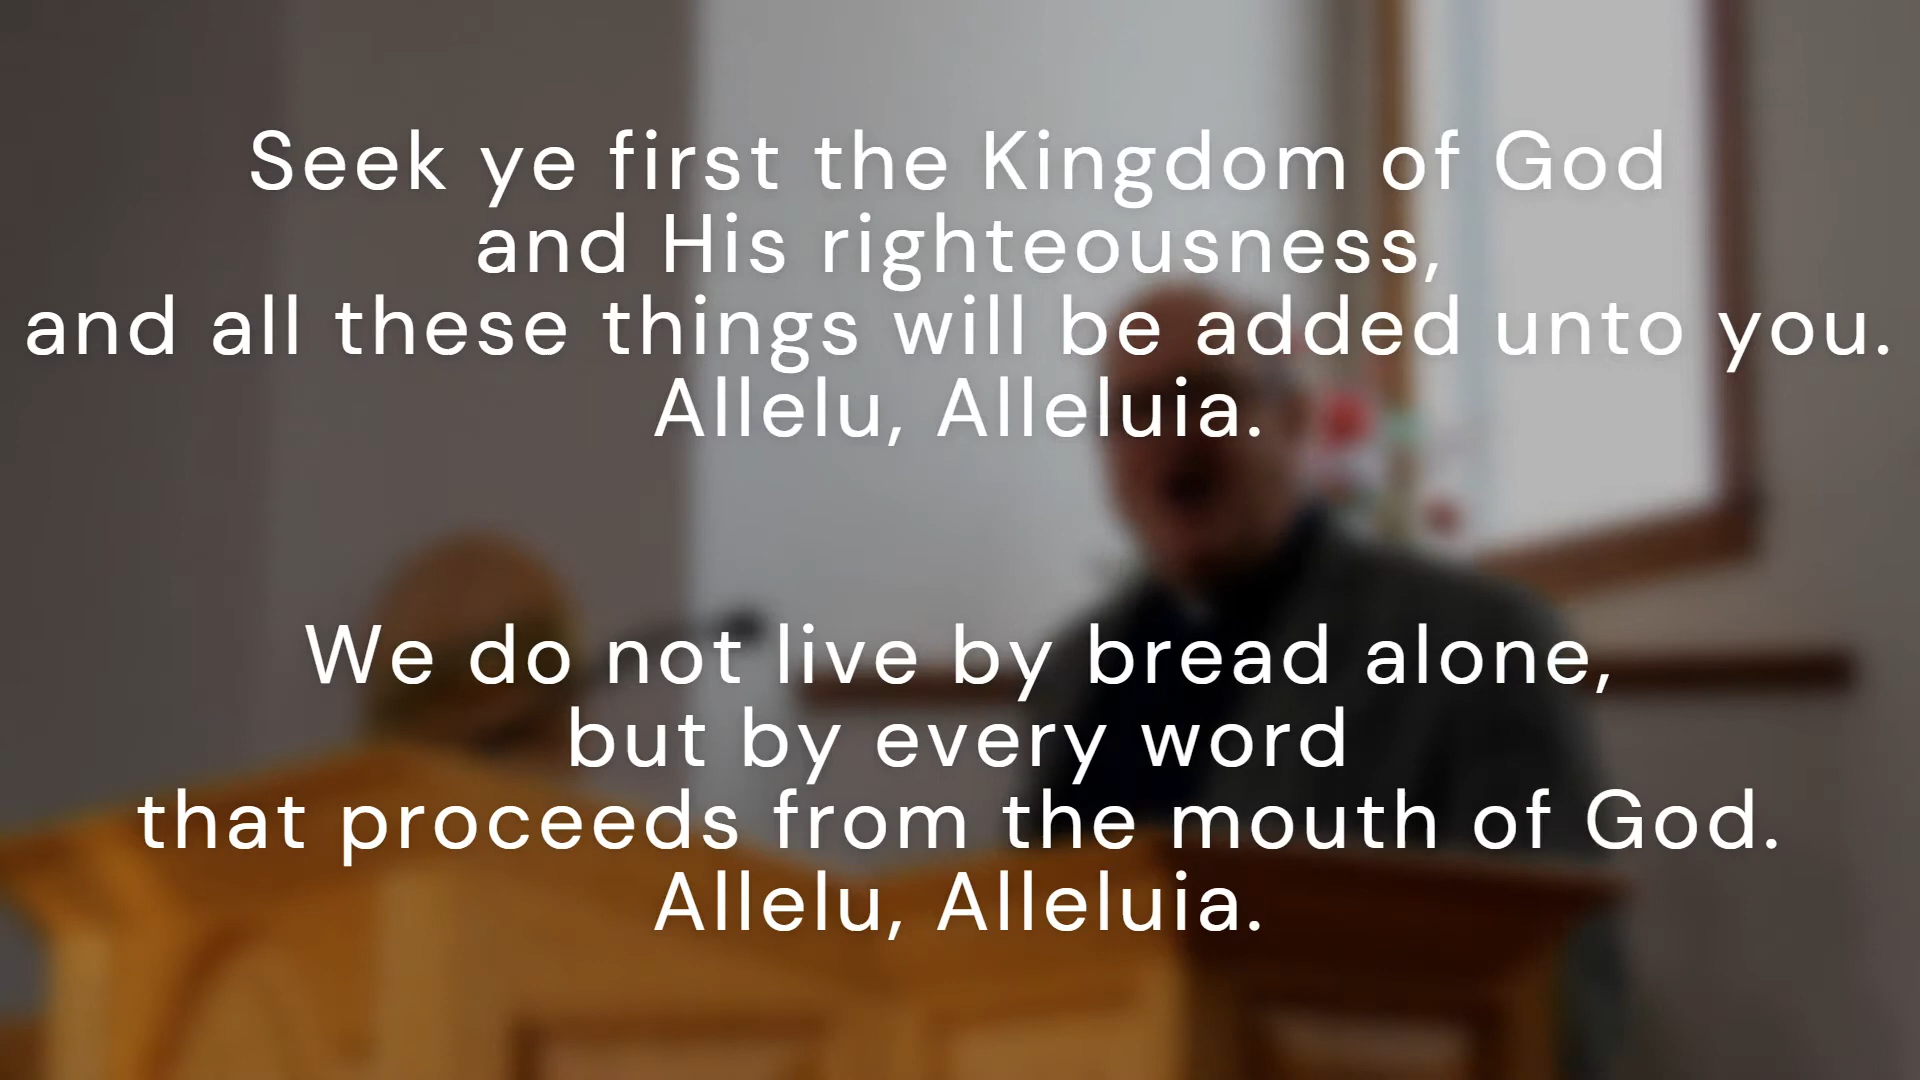 Seek ye first the Kingdom of God
and His righteousness,
and all these things will be added unto you.
Allelu, Alleluia.
We do not live by bread alone,
but by every word
that proceeds from the mouth of God.
Allelu, Alleluia.